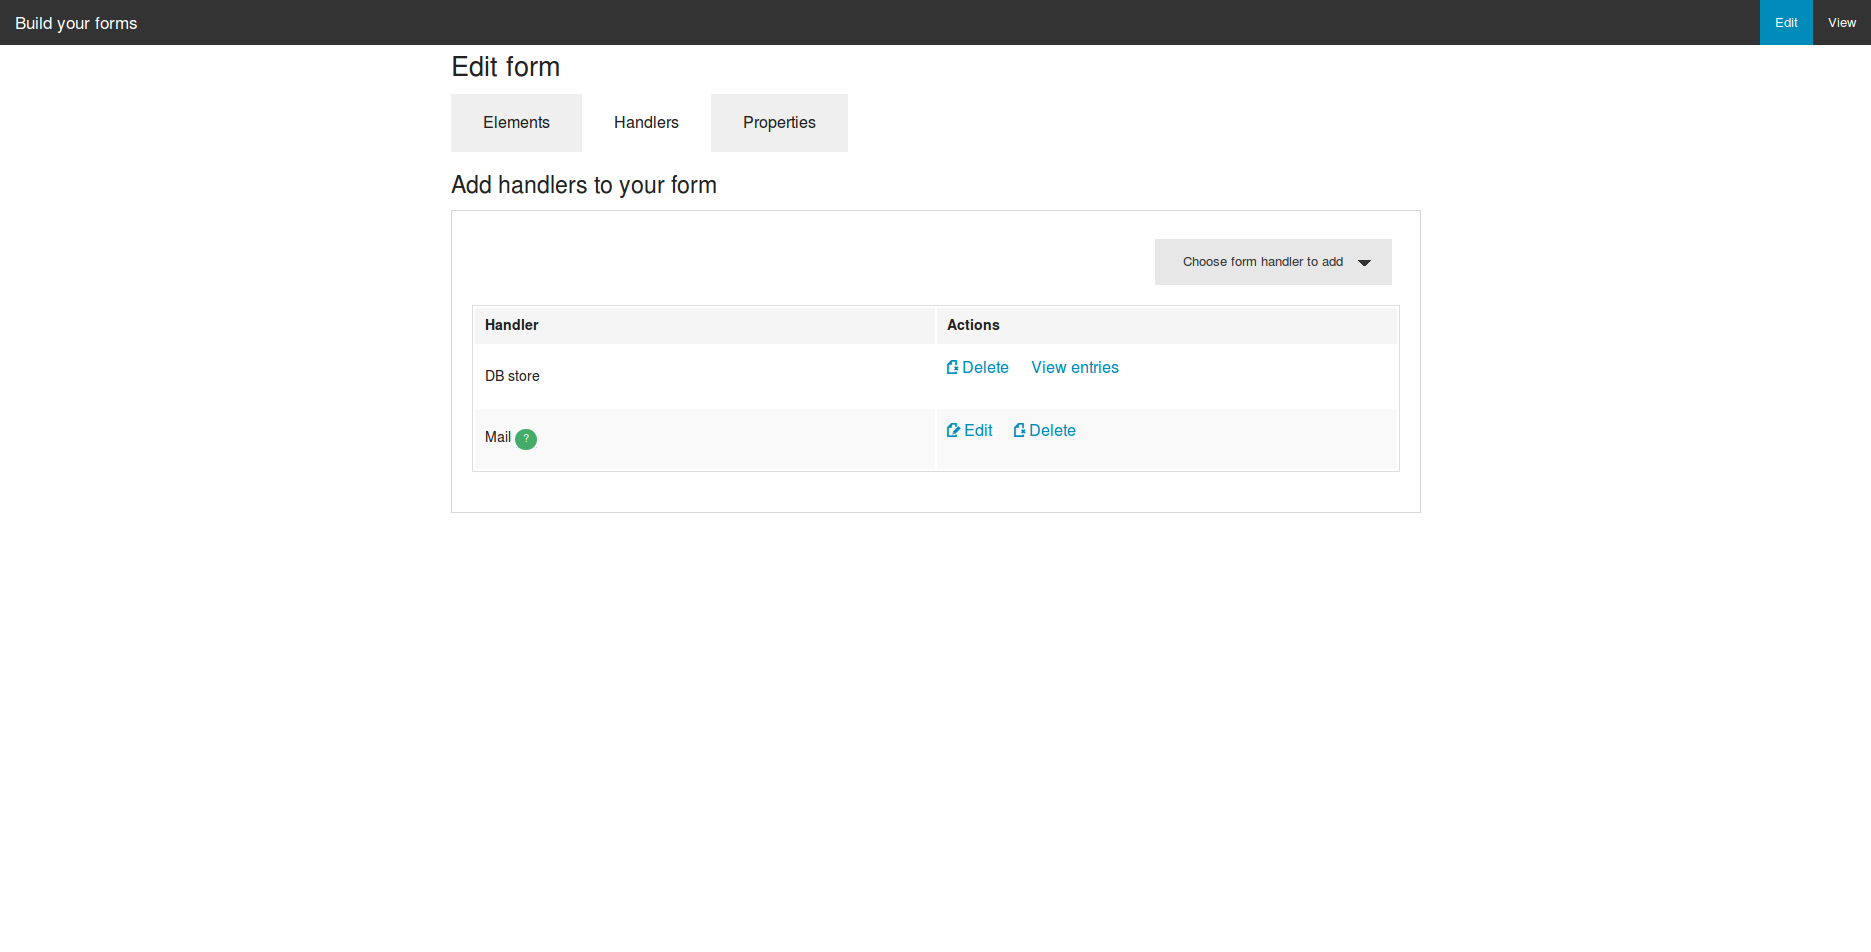 Build your forms Edit View
Edit form
Elements Handlers Properties
Add handlers to your form
Choose form handler to add
Handler Actions
DB store Delete View entries
Mail ? Edit Delete